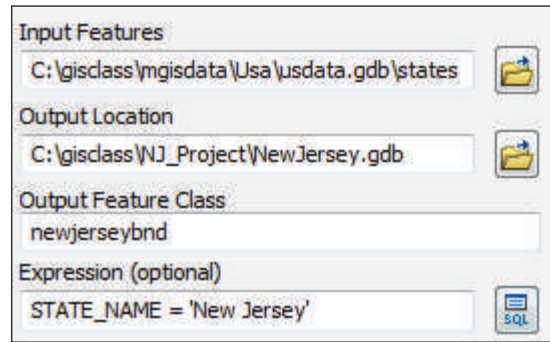 Input Features
C:\gisclass\mgisdata\Usa\usdata.gdb\states
Output Location
C:\gisclass\NJ_Project\NewJersey.gdb
Output Feature Class
newjerseybnd
Expression (optional)
STATE_NAME = 'New Jersey'
SQL